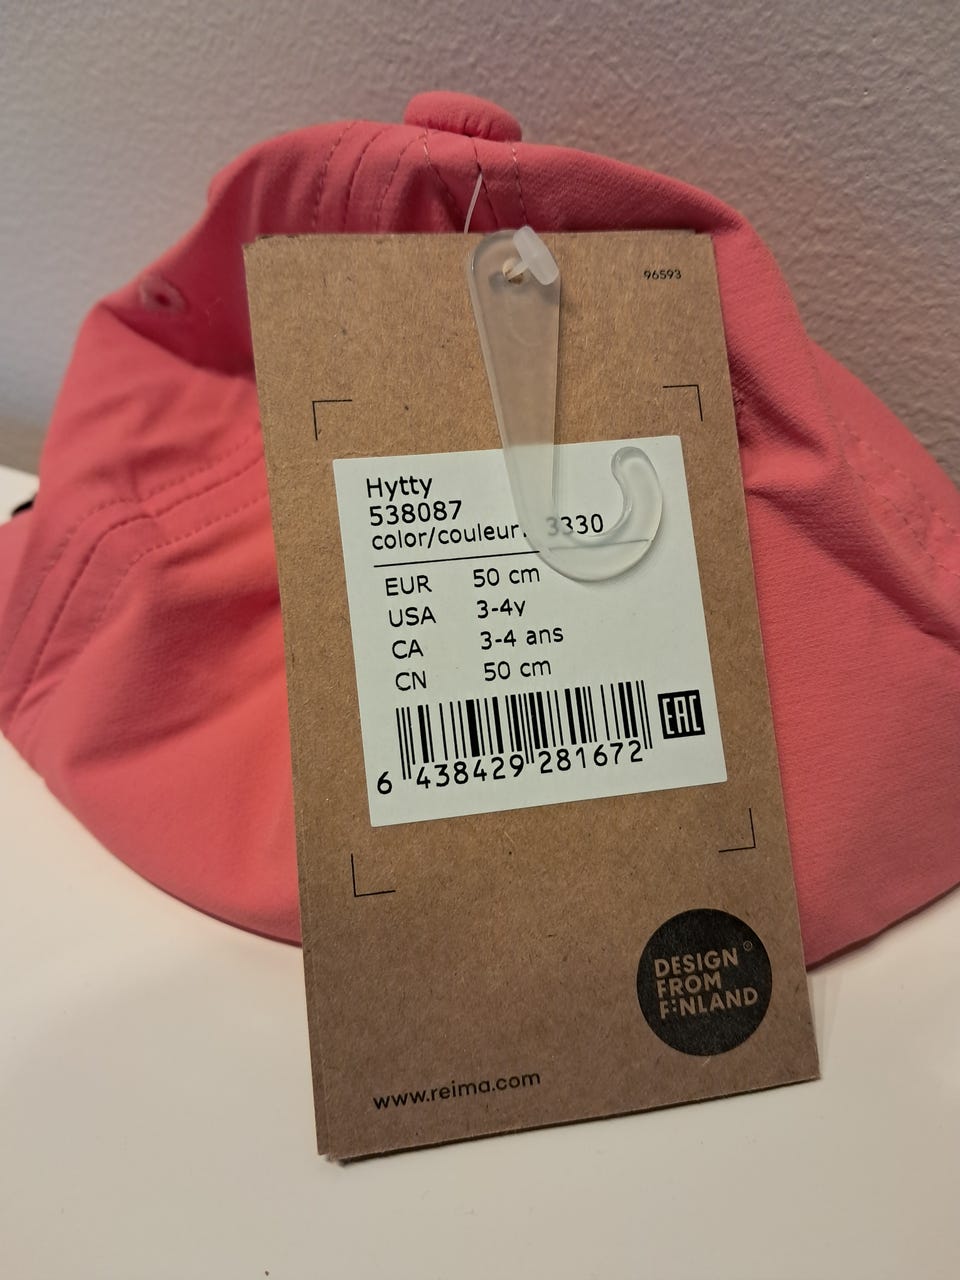 96593
Hytty
538087
color/couleur: 3330
EUR 50 cm
USA 3-4y
CA 3-4 ans
CN 50 cm
EAC
6 438429 281672
DESIGN ®
FROM
FINLAND
www.reima.com